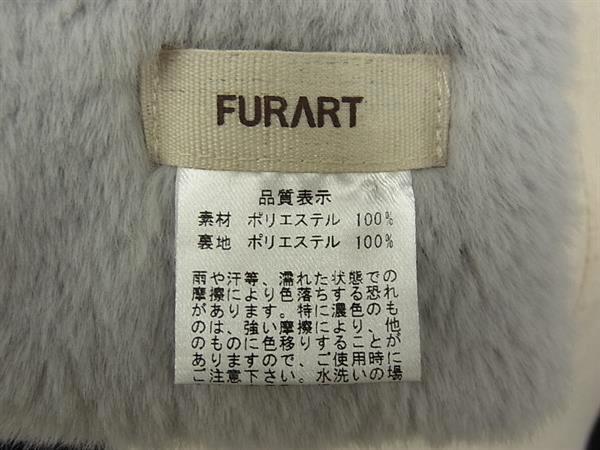 FURART
品質表示
素材 ポリエステル 100%
裏地 ポリエステル 100%
雨や汗等、濡れた状態での
摩擦により色落ちする恐れ
があります。特に濃色のも
のは、強い摩擦により、他
のものに色移りすることが
ありますので、ご使用時に
ご注意下さい。水洗いの場